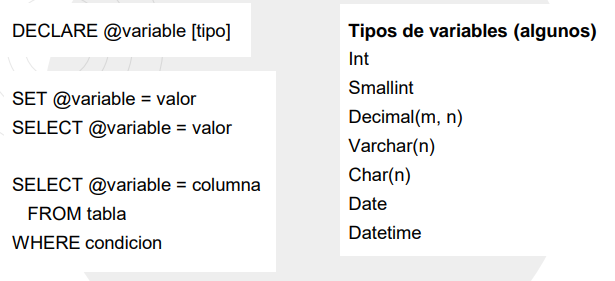 DECLARE @variable [tipo]
SET @variable = valor
SELECT @variable = valor
SELECT @variable = columna
FROM tabla
WHERE condicion
Tipos de variables (algunos)
Int
Smallint
Decimal(m, n)
Varchar(n)
Char(n)
Date
Datetime